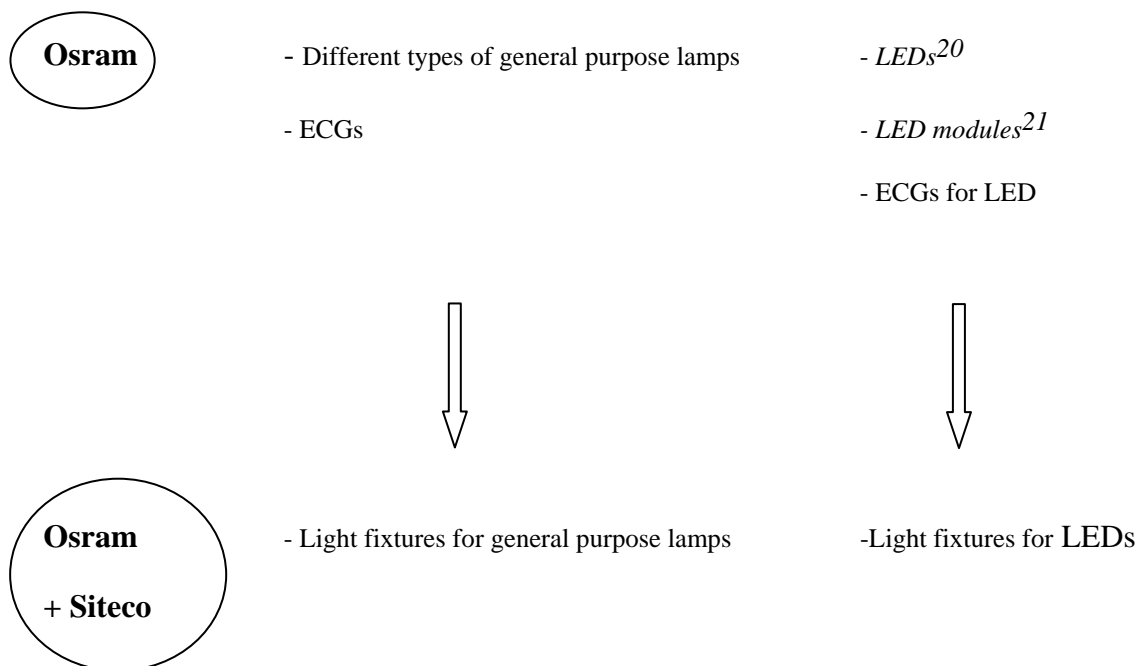 Osram - Different types of general purpose lamps - LEDs20
- ECGs - LED modules21
- ECGs for LED
Osram - Light fixtures for general purpose lamps -Light fixtures for LEDs
+ Siteco